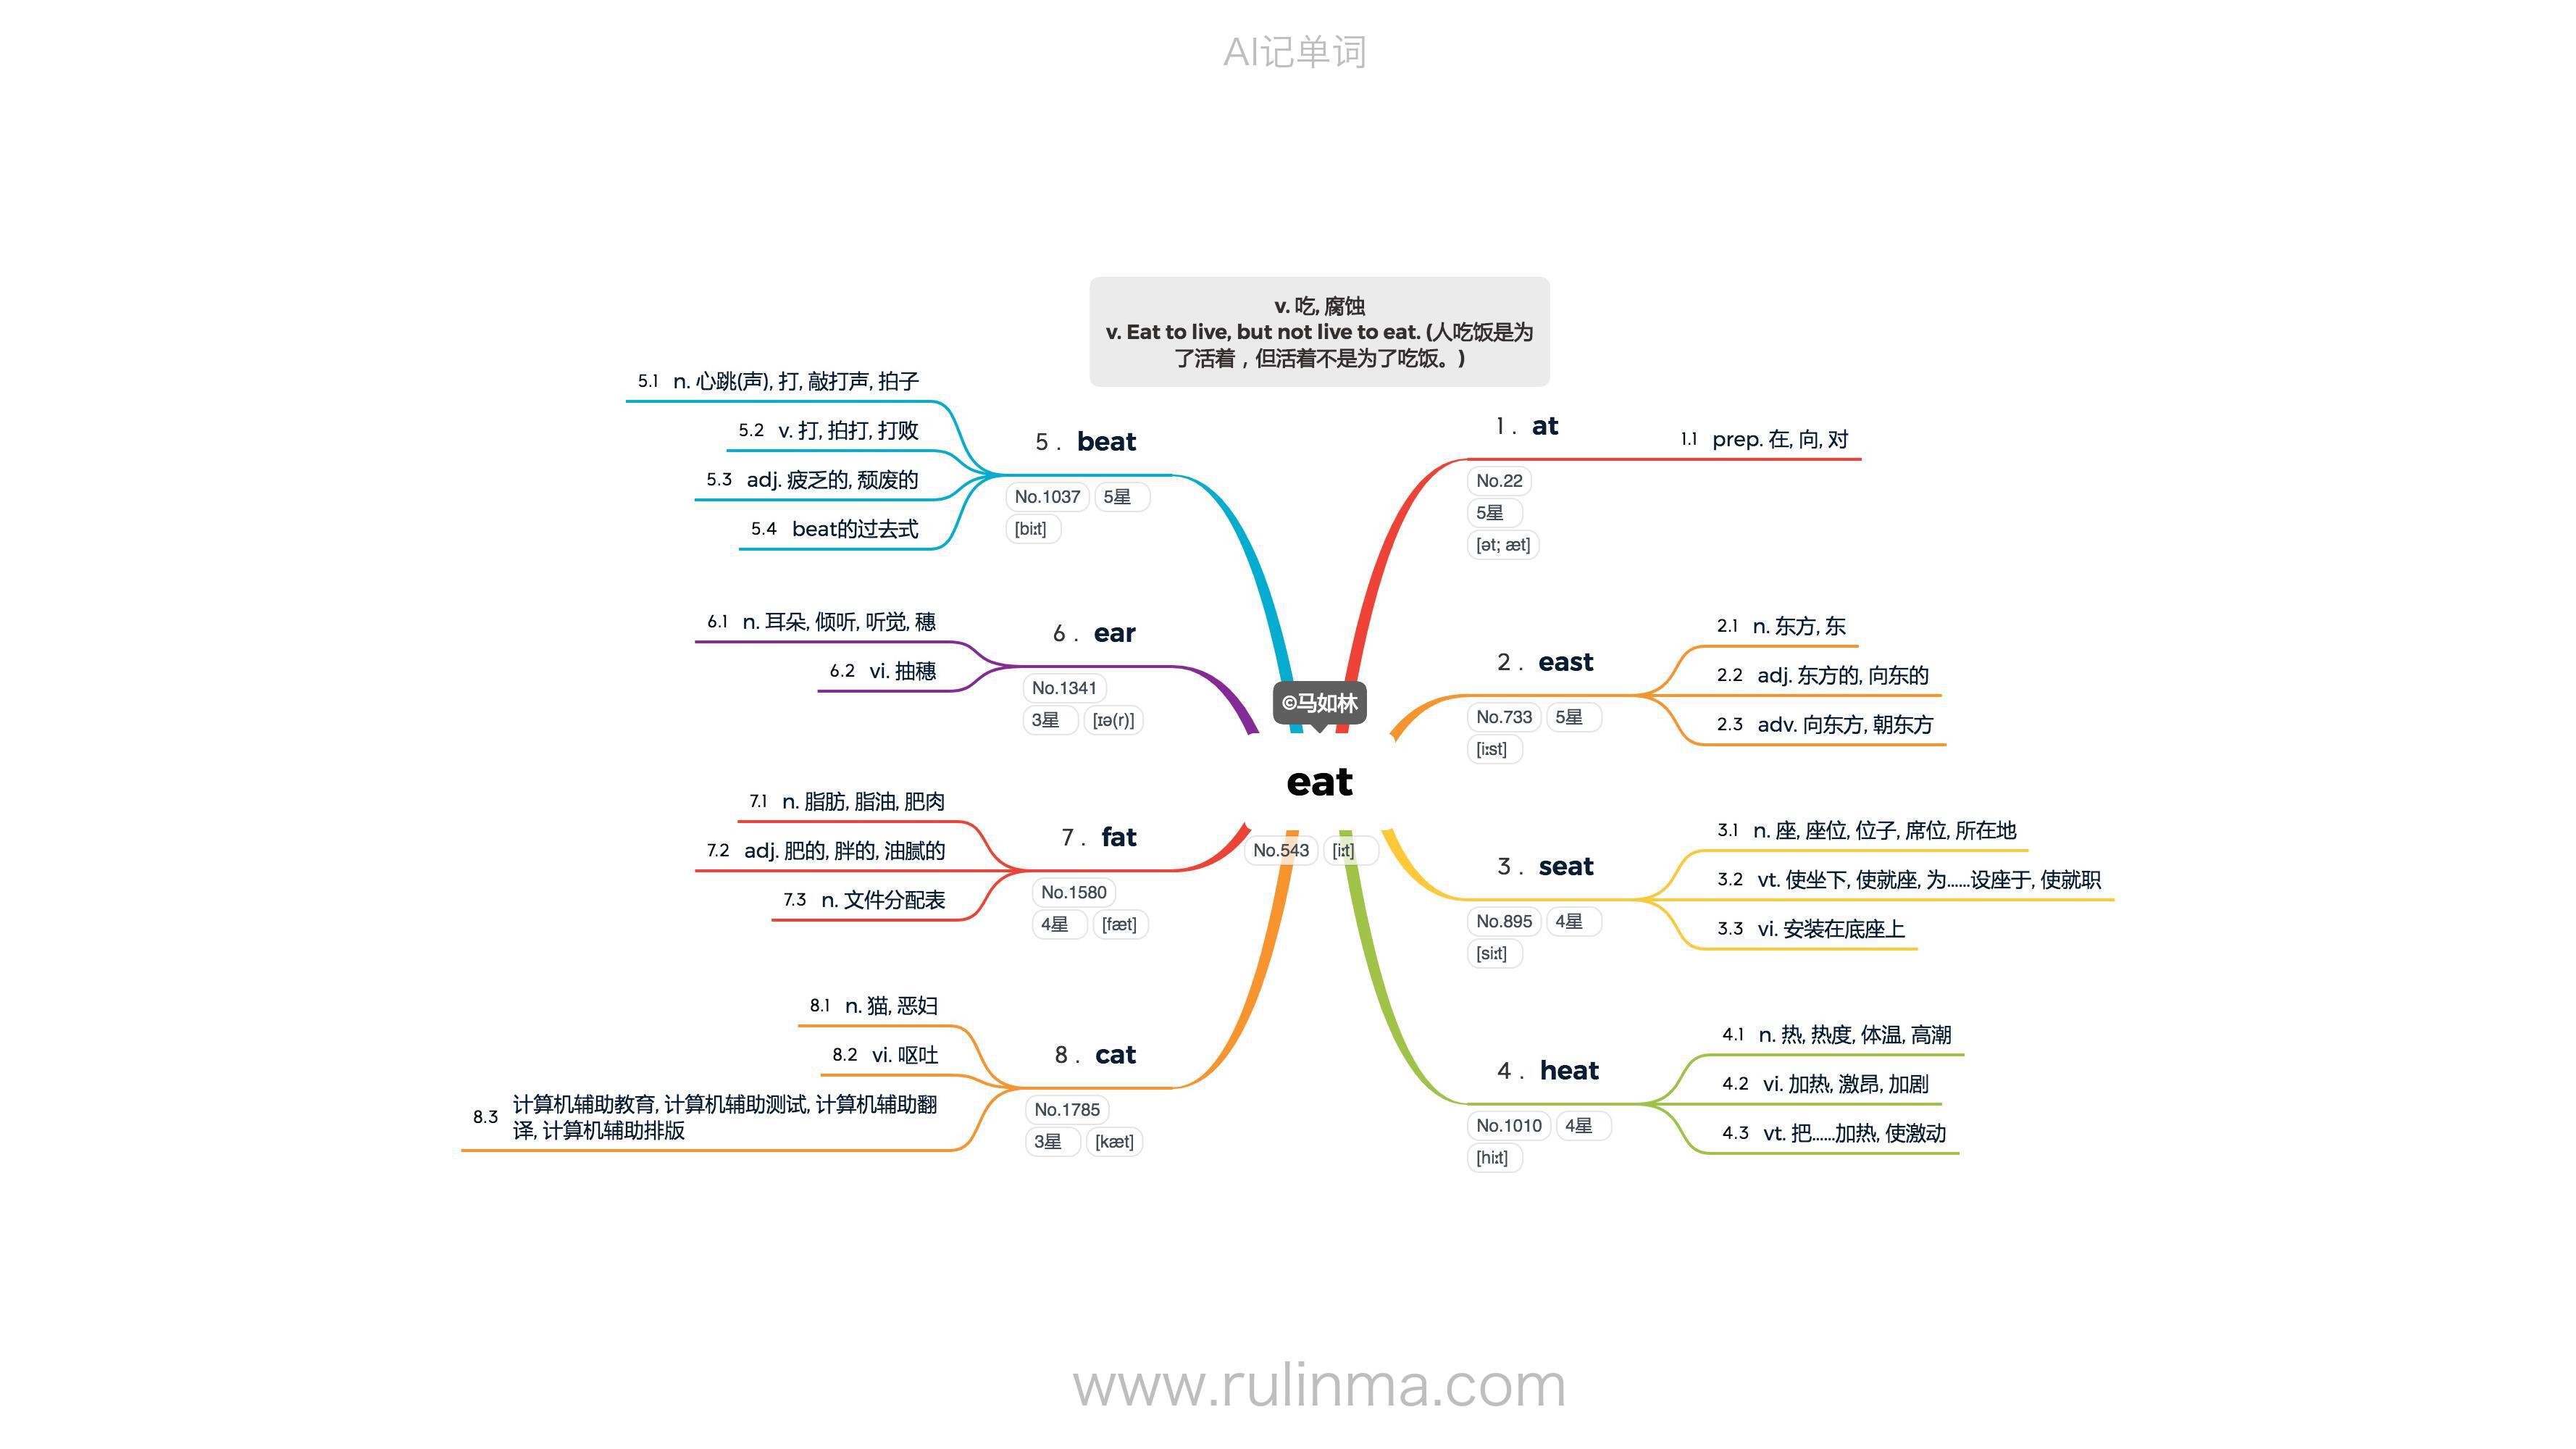 AI记单词
v. 吃, 腐蚀
v. Eat to live, but not live to eat. (人吃饭是为
了活着，但活着不是为了吃饭。)
©马如林
eat
No.543 [i:t]
1. at
No.22
5星
[ət; æt]
1.1 prep. 在, 向, 对
2. east
No.733 5星
[i:st]
2.1 n. 东方, 东
2.2 adj. 东方的, 向东的
2.3 adv. 向东方, 朝东方
3. seat
No.895 4星
[si:t]
3.1 n. 座, 座位, 位子, 席位, 所在地
3.2 vt. 使坐下, 使就座, 为……设座于, 使就职
3.3 vi. 安装在底座上
4. heat
No.1010 4星
[hi:t]
4.1 n. 热, 热度, 体温, 高潮
4.2 vi. 加热, 激昂, 加剧
4.3 vt. 把……加热, 使激动
5. beat
No.1037 5星
[bi:t]
5.1 n. 心跳(声), 打, 敲打声, 拍子
5.2 v. 打, 拍打, 打败
5.3 adj. 疲乏的, 颓废的
5.4 beat的过去式
6. ear
No.1341
3星 [ɪə(r)]
6.1 n. 耳朵, 倾听, 听觉, 穗
6.2 vi. 抽穗
7. fat
No.1580
4星 [fæt]
7.1 n. 脂肪, 脂油, 肥肉
7.2 adj. 肥的, 胖的, 油腻的
7.3 n. 文件分配表
8. cat
No.1785
3星 [kæt]
8.1 n. 猫, 恶妇
8.2 vi. 呕吐
8.3 计算机辅助教育, 计算机辅助测试, 计算机辅助翻
译, 计算机辅助排版
www.rulinma.com